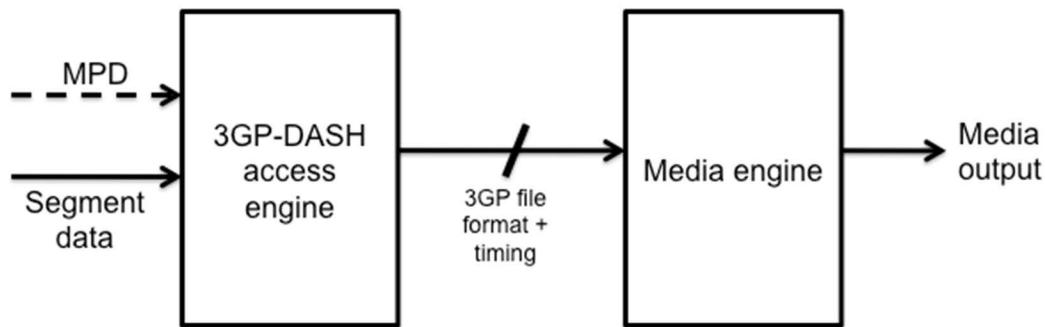 MPD
Segment
data
3GP-DASH
access
engine
3GP file
format +
timing
Media engine
Media
output